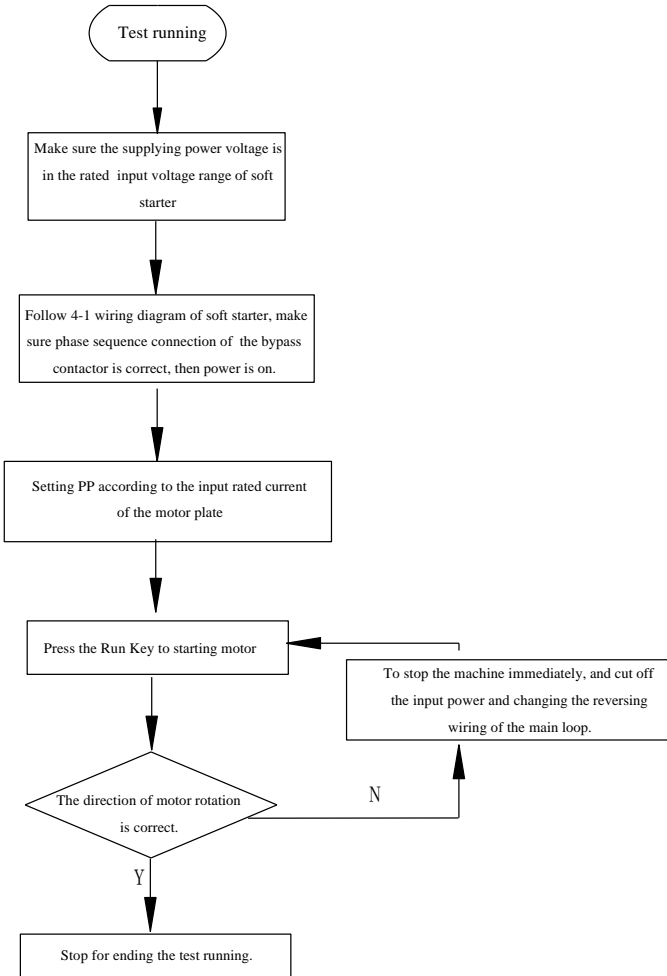 Test running
Make sure the supplying power voltage is
in the rated input voltage range of soft
starter
Follow 4-1 wiring diagram of soft starter, make
sure phase sequence connection of the bypass
contactor is correct, then power is on.
Setting PP according to the input rated current
of the motor plate
Press the Run Key to starting motor
To stop the machine immediately, and cut off
the input power and changing the reversing
wiring of the main loop.
The direction of motor rotation
is correct.
N
Y
Stop for ending the test running.